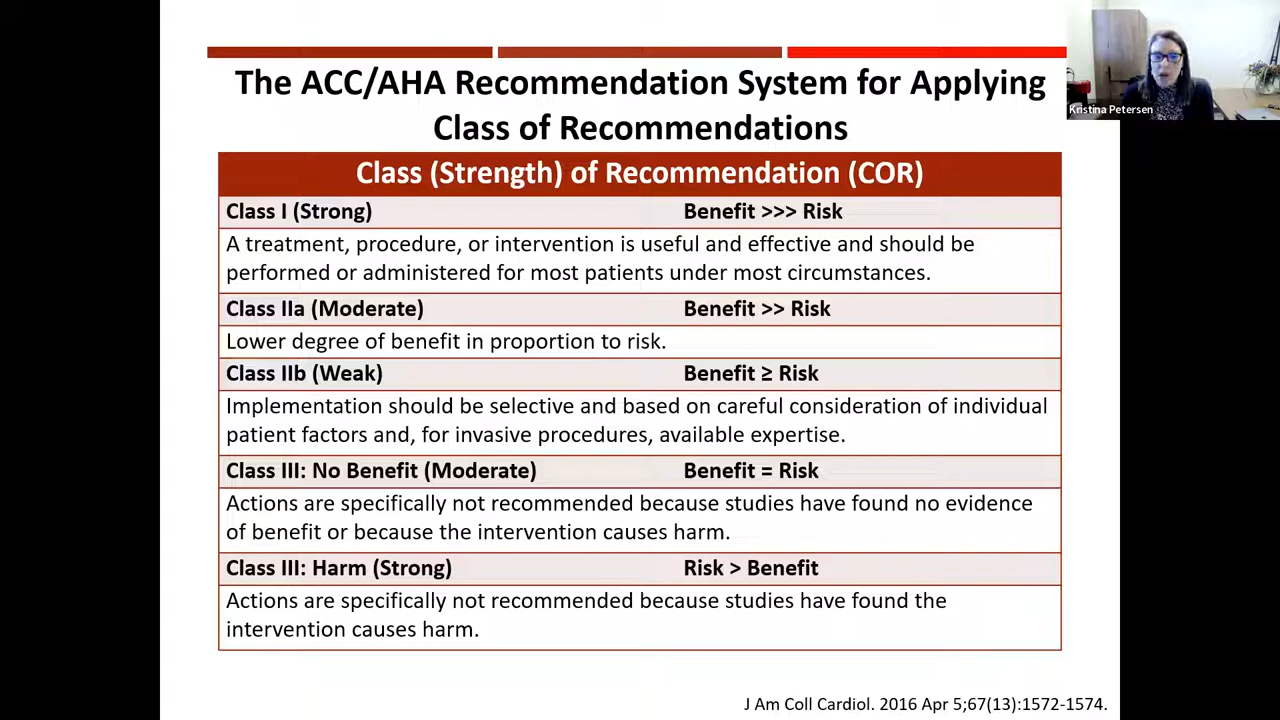 The ACC/AHA Recommendation System for Applying
Class of Recommendations
Kristina Petersen
Class (Strength) of Recommendation (COR)
Class I (Strong) Benefit >>> Risk
A treatment, procedure, or intervention is useful and effective and should be
performed or administered for most patients under most circumstances.
Class IIa (Moderate) Benefit >> Risk
Lower degree of benefit in proportion to risk.
Class IIb (Weak) Benefit ≥ Risk
Implementation should be selective and based on careful consideration of individual
patient factors and, for invasive procedures, available expertise.
Class III: No Benefit (Moderate) Benefit = Risk
Actions are specifically not recommended because studies have found no evidence
of benefit or because the intervention causes harm.
Class III: Harm (Strong) Risk > Benefit
Actions are specifically not recommended because studies have found the
intervention causes harm.
J Am Coll Cardiol. 2016 Apr 5;67(13):1572-1574.